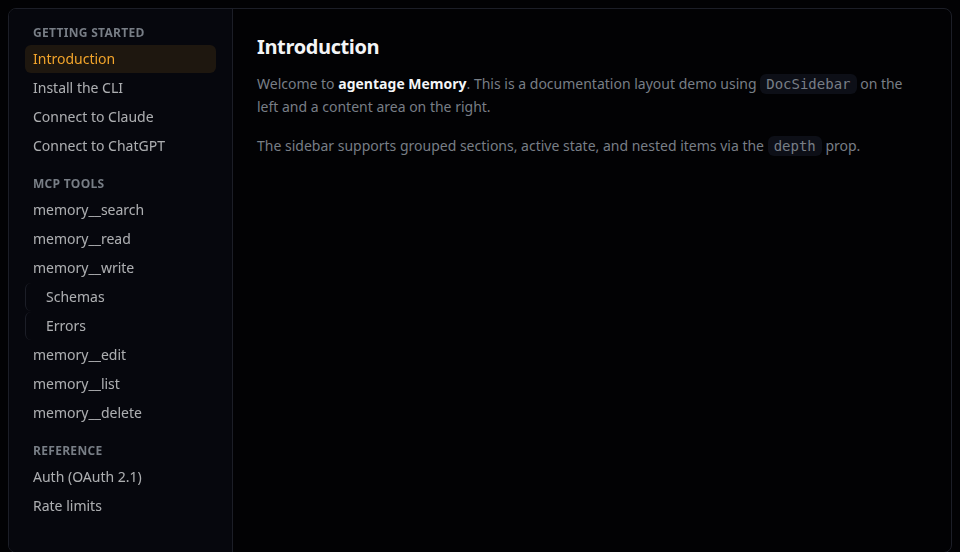 GETTING STARTED
Introduction
Install the CLI
Connect to Claude
Connect to ChatGPT
MCP TOOLS
memory__search
memory__read
memory__write
Schemas
Errors
memory__edit
memory__list
memory__delete
REFERENCE
Auth (OAuth 2.1)
Rate limits
Introduction
Welcome to agentage Memory. This is a documentation layout demo using DocSidebar on the
left and a content area on the right.
The sidebar supports grouped sections, active state, and nested items via the depth prop.